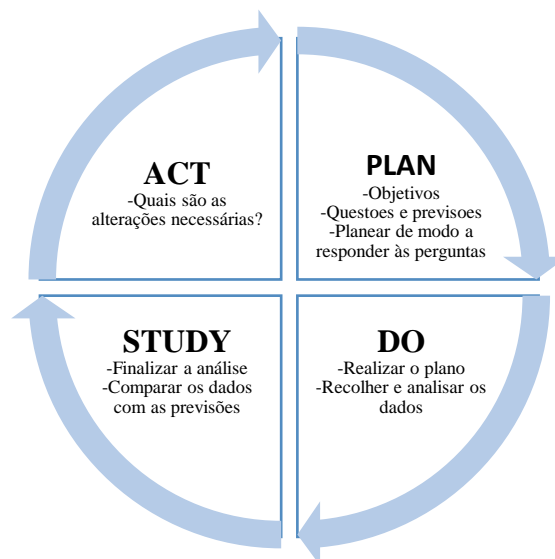 ACT
-Quais são as
alterações necessárias?
PLAN
-Objetivos
-Questoes e previsoes
-Planear de modo a
responder às perguntas
STUDY
-Finalizar a análise
-Comparar os dados
com as previsões
DO
-Realizar o plano
-Recolher e analisar os
dados